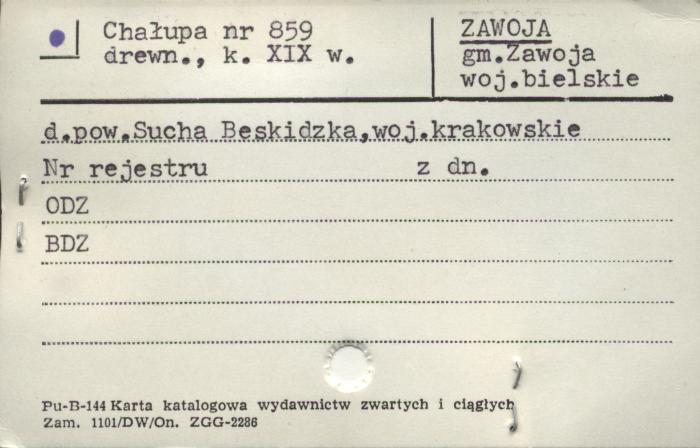 Chałupa nr 859
drewn., k. XIX w.
ZAWOJA
gm.Zawoja
woj.bielskie
d.pow.Sucha Beskidzka,woj.krakowskie
Nr rejestru z dn.
ODZ
BDZ
Pu-B-144 Karta katalogowa wydawnictw zwartych i ciągłych
Zam. 1101/DW/On. ZGG-2286